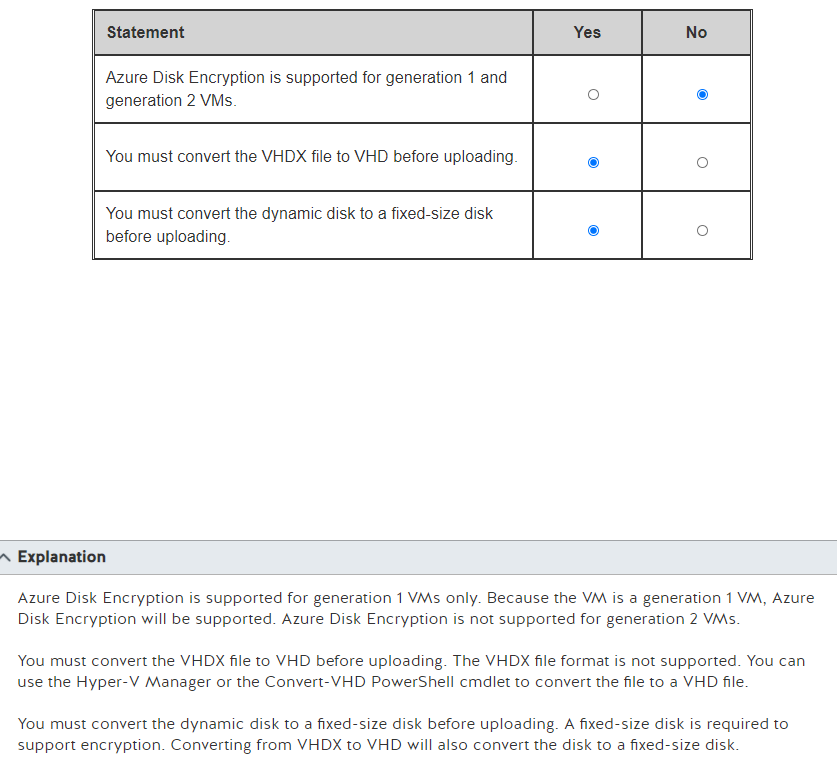 Statement Yes No
Azure Disk Encryption is supported for generation 1 and
generation 2 VMs.
You must convert the VHDX file to VHD before uploading.
You must convert the dynamic disk to a fixed-size disk
before uploading.
Explanation
Azure Disk Encryption is supported for generation 1 VMs only. Because the VM is a generation 1 VM, Azure
Disk Encryption will be supported. Azure Disk Encryption is not supported for generation 2 VMs.
You must convert the VHDX file to VHD before uploading. The VHDX file format is not supported. You can
use the Hyper-V Manager or the Convert-VHD PowerShell cmdlet to convert the file to a VHD file.
You must convert the dynamic disk to a fixed-size disk before uploading. A fixed-size disk is required to
support encryption. Converting from VHDX to VHD will also convert the disk to a fixed-size disk.